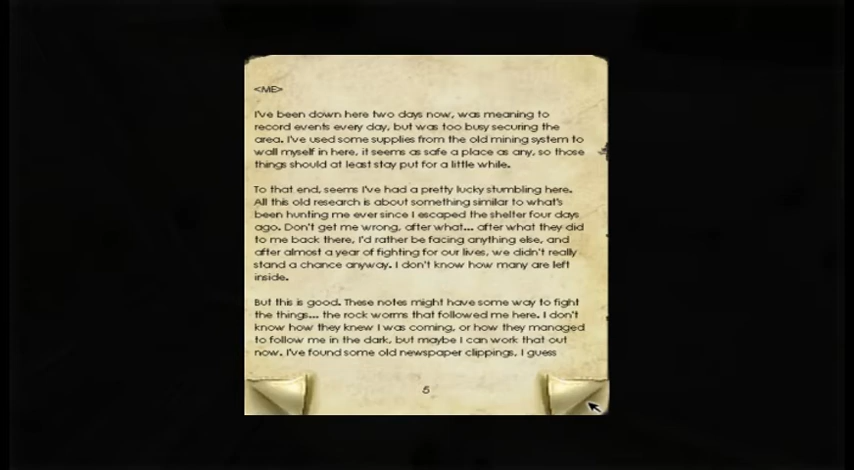 <ME>
I've been down here two days now, was meaning to
record events every day, but was too busy securing the
area. I've used some supplies from the old mining system to
wall myself in here, it seems as safe a place as any, so those
things should at least stay put for a little while.
To that end, seems I've had a pretty lucky stumbling here.
All this old research is about something similar to what's
been hunting me ever since I escaped the shelter four days
ago. Don't get me wrong, after what... after what they did
to me back there, I'd rather be facing anything else, and
after almost a year of fighting for our lives, we didn't really
stand a chance anyway. I don't know how many are left
inside.
But this is good. These notes might have some way to fight
the things... the rock worms that followed me here. I don't
know how they knew I was coming, or how they managed
to follow me in the dark, but maybe I can work that out
now. I've found some old newspaper clippings, I guess
5